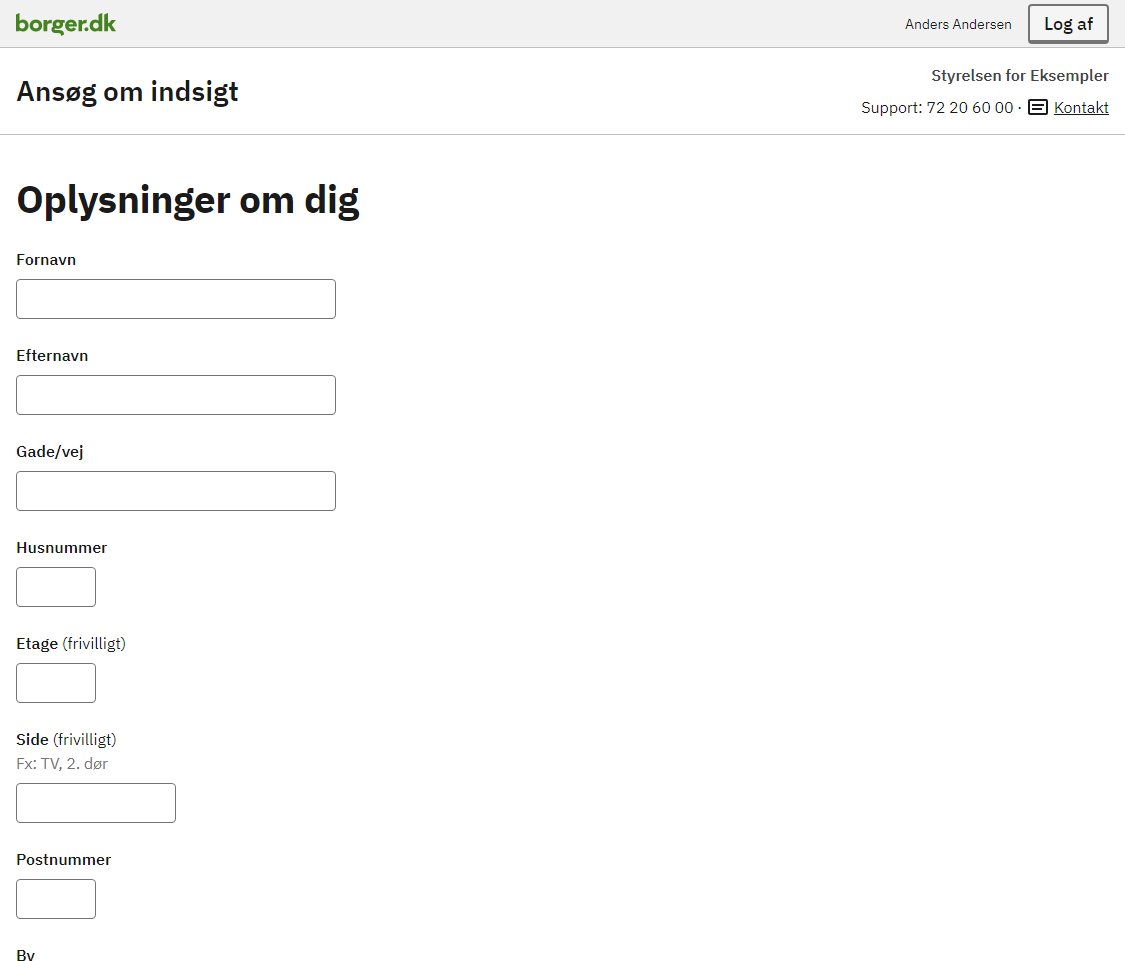 borger.dk
Anders Andersen
Log af
Ansøg om indsigt
Styrelsen for Eksempler
Support: 72 20 60 00 · Kontakt
Oplysninger om dig
Fornavn
Efternavn
Gade/vej
Husnummer
Etage (frivilligt)
Side (frivilligt)
Fx: TV, 2. dør
Postnummer
By